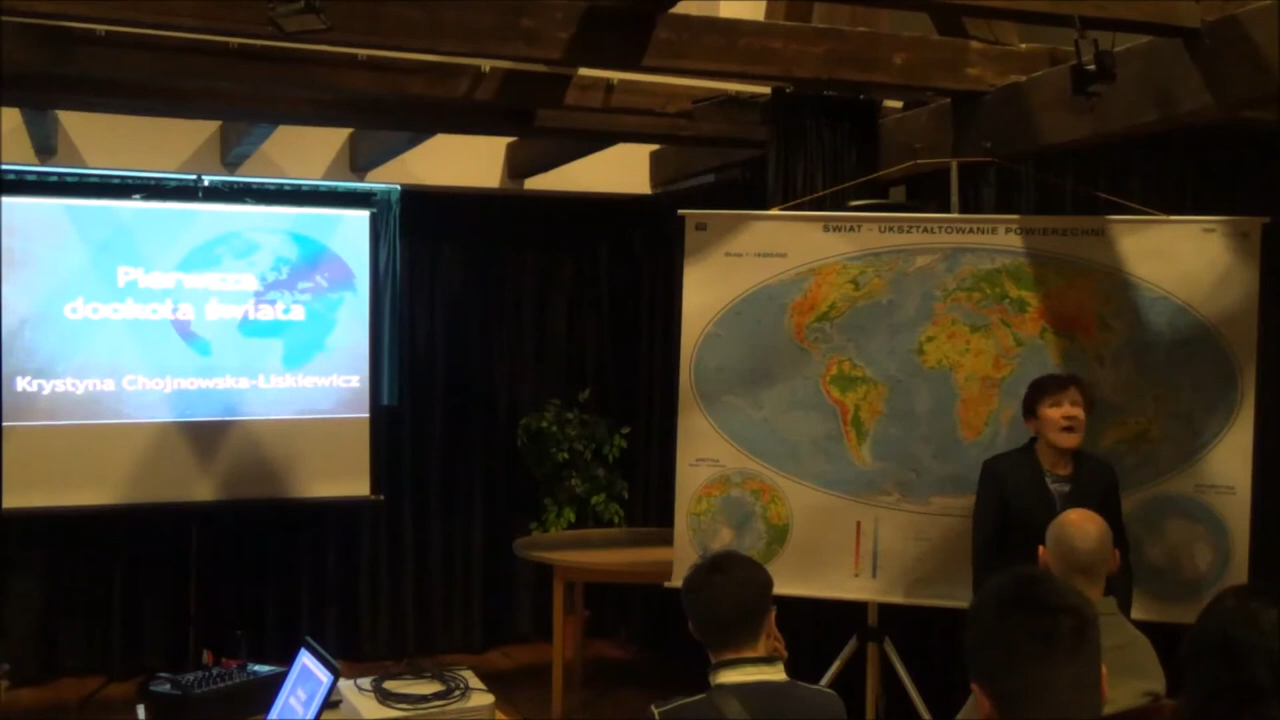 Pierwsza
dookoła świata
Krystyna Chojnowska-Liskiewicz
ŚWIAT - UKSZTAŁTOWANIE POWIERZCHNI